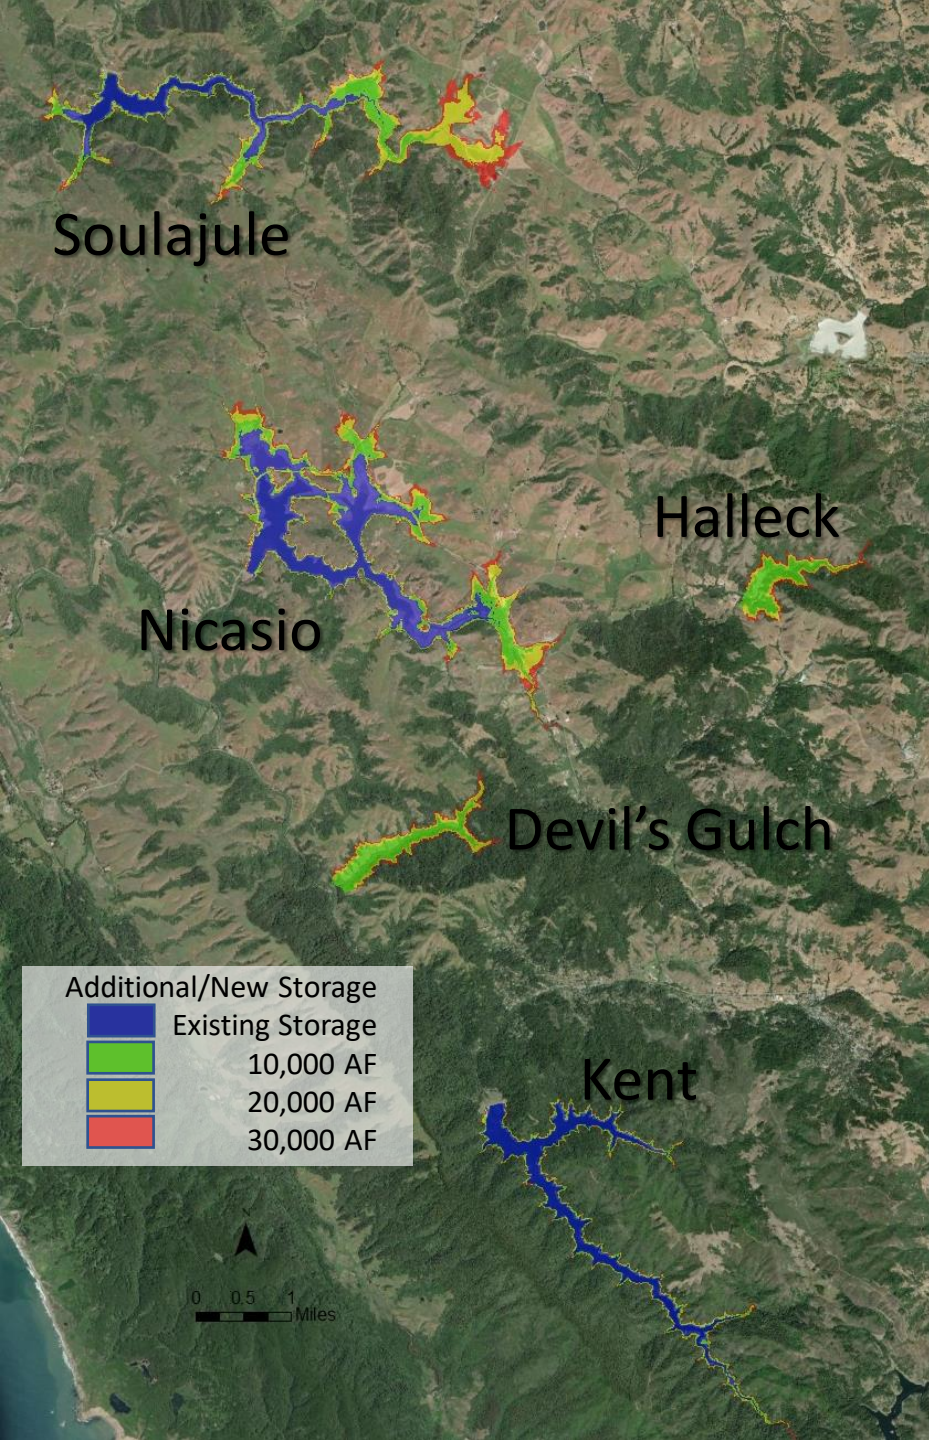 Soulajule
Halleck
Nicasio
Devil's Gulch
Additional/New Storage
Existing Storage
10,000 AF
20,000 AF
30,000 AF
Kent
N
0 0.5 1
Miles